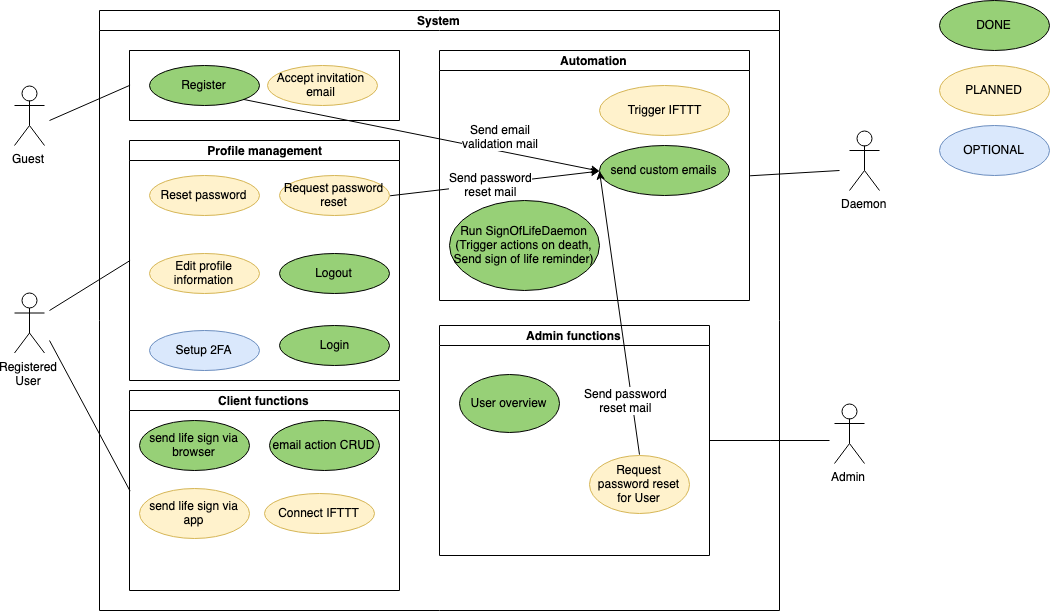 System
DONE
PLANNED
OPTIONAL
Register
Accept invitation
email
Guest
Automation
Trigger IFTTT
Send email
validation mail
send custom emails
Send password
reset mail
Run SignOfLifeDaemon
(Trigger actions on death,
Send sign of life reminder)
Daemon
Profile management
Reset password
Request password
reset
Edit profile
information
Logout
Setup 2FA
Login
Registered
User
Client functions
send life sign via
browser
email action CRUD
send life sign via
app
Connect IFTTT
Admin functions
User overview
Send password
reset mail
Request
password reset
for User
Admin